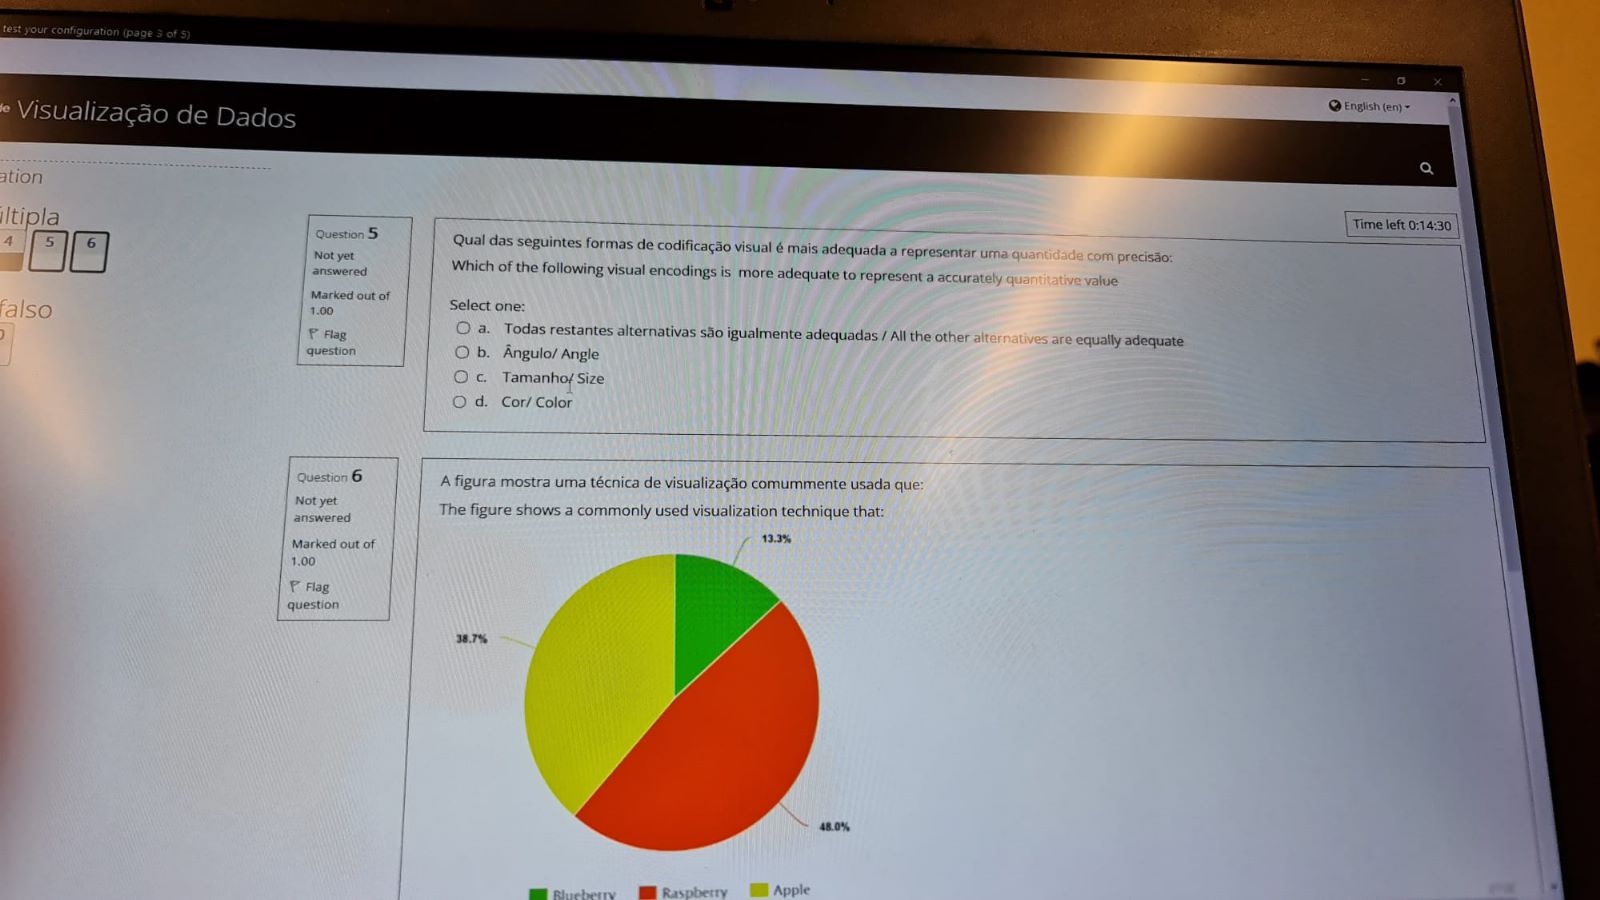 test your configuration (page 3 of 5)
English (en)
de Visualização de Dados
ation
últipla
4 5 6
falso
Time left 0:14:30
Question 5
Not yet
answered
Marked out of
1.00
Flag
question
Qual das seguintes formas de codificação visual é mais adequada a representar uma quantidade com precisão:
Which of the following visual encodings is more adequate to represent a accurately quantitative value
Select one:
a. Todas restantes alternativas são igualmente adequadas / All the other alternatives are equally adequate
b. Ângulo/ Angle
c. Tamanho/ Size
d. Cor/ Color
Question 6
Not yet
answered
Marked out of
1.00
Flag
question
A figura mostra uma técnica de visualização comummente usada que:
The figure shows a commonly used visualization technique that:
13.3%
38.7%
48.0%
Blueberry Raspberry Apple